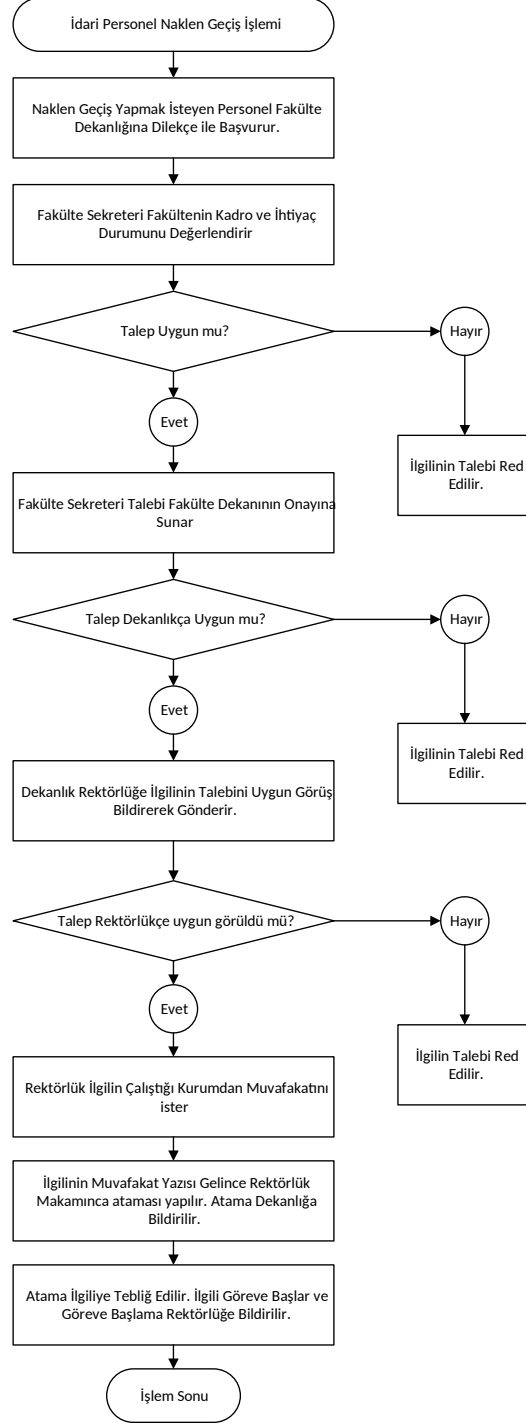 İdari Personel Naklen Geçiş İşlemi
Naklen Geçiş Yapmak İsteyen Personel Fakülte
Dekanlığına Dilekçe ile Başvurur.
Fakülte Sekreteri Fakültenin Kadro ve İhtiyaç
Durumunu Değerlendirir
Talep Uygun mu?
Hayır
Evet
İlgilinin Talebi Red
Edilir.
Fakülte Sekreteri Talebi Fakülte Dekanının Onayına
Sunar
Talep Dekanlıkça Uygun mu?
Hayır
Evet
İlgilinin Talebi Red
Edilir.
Dekanlık Rektörlüğe İlgilinin Talebini Uygun Görüş
Bildirerek Gönderir.
Talep Rektörlükçe uygun görüldü mü?
Hayır
Evet
İlgilin Talebi Red
Edilir.
Rektörlük İlgilin Çalıştığı Kurumdan Muvafakatını
ister
İlgilinin Muvafakat Yazısı Gelince Rektörlük
Makamınca ataması yapılır. Atama Dekanlığa
Bildirilir.
Atama İlgiliye Tebliğ Edilir. İlgili Göreve Başlar ve
Göreve Başlama Rektörlüğe Bildirilir.
İşlem Sonu